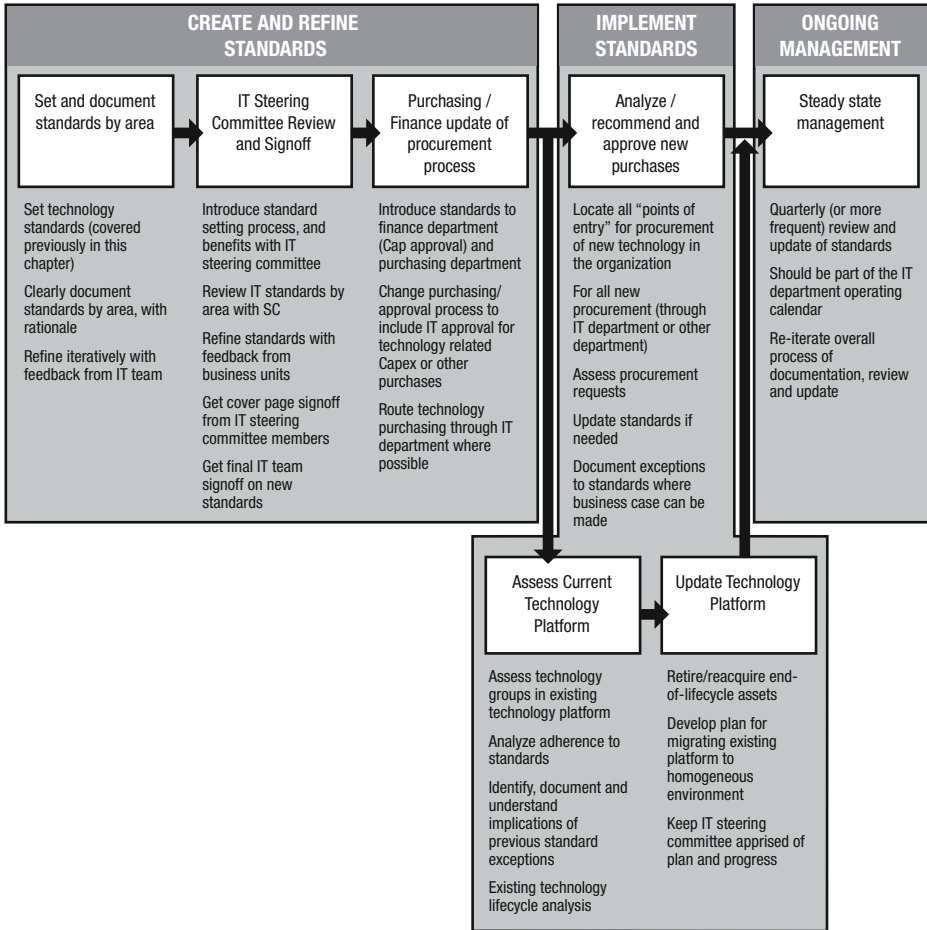 CREATE AND REFINE
STANDARDS
Set and document
standards by area
Set technology
standards (covered
previously in this
chapter)
Clearly document
standards by area, with
rationale
Refine iteratively with
feedback from IT team
IT Steering
Committee Review
and Signoff
Introduce standard
setting process, and
benefits with IT
steering committee
Review IT standards by
area with SC
Refine standards with
feedback from
business units
Get cover page signoff
from IT steering
committee members
Get final IT team
signoff on new
standards
Purchasing /
Finance update of
procurement
process
Introduce standards to
finance department
(Cap approval) and
purchasing department
Change purchasing/
approval process to
include IT approval for
technology related
Capex or other
purchases
Route technology
purchasing through IT
department where
possible
IMPLEMENT
STANDARDS
Analyze /
recommend and
approve new
purchases
Locate all “points of
entry” for procurement
of new technology in
the organization
For all new
procurement (through
IT department or other
department)
Assess procurement
requests
Update standards if
needed
Document exceptions
to standards where
business case can be
made
Assess Current
Technology
Platform
Assess technology
groups in existing
technology platform
Analyze adherence to
standards
Identify, document and
understand
implications of
previous standard
exceptions
Existing technology
lifecycle analysis
Update Technology
Platform
Retire/reacquire end-
of-lifecycle assets
Develop plan for
migrating existing
platform to
homogeneous
environment
Keep IT steering
committee apprised of
plan and progress
ONGOING
MANAGEMENT
Steady state
management
Quarterly (or more
frequent) review and
update of standards
Should be part of the IT
department operating
calendar
Re-iterate overall
process of
documentation, review
and update